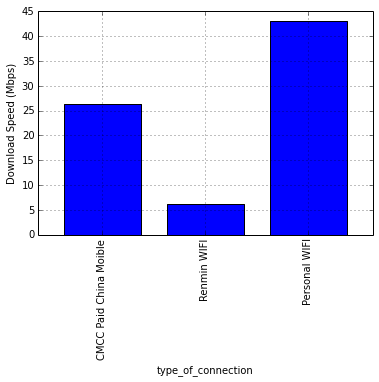 45
40
35
30
25
20
15
10
5
0
Download Speed (Mbps)
CMCC Paid China Moible
Renmin WIFI
Personal WIFI
type_of_connection